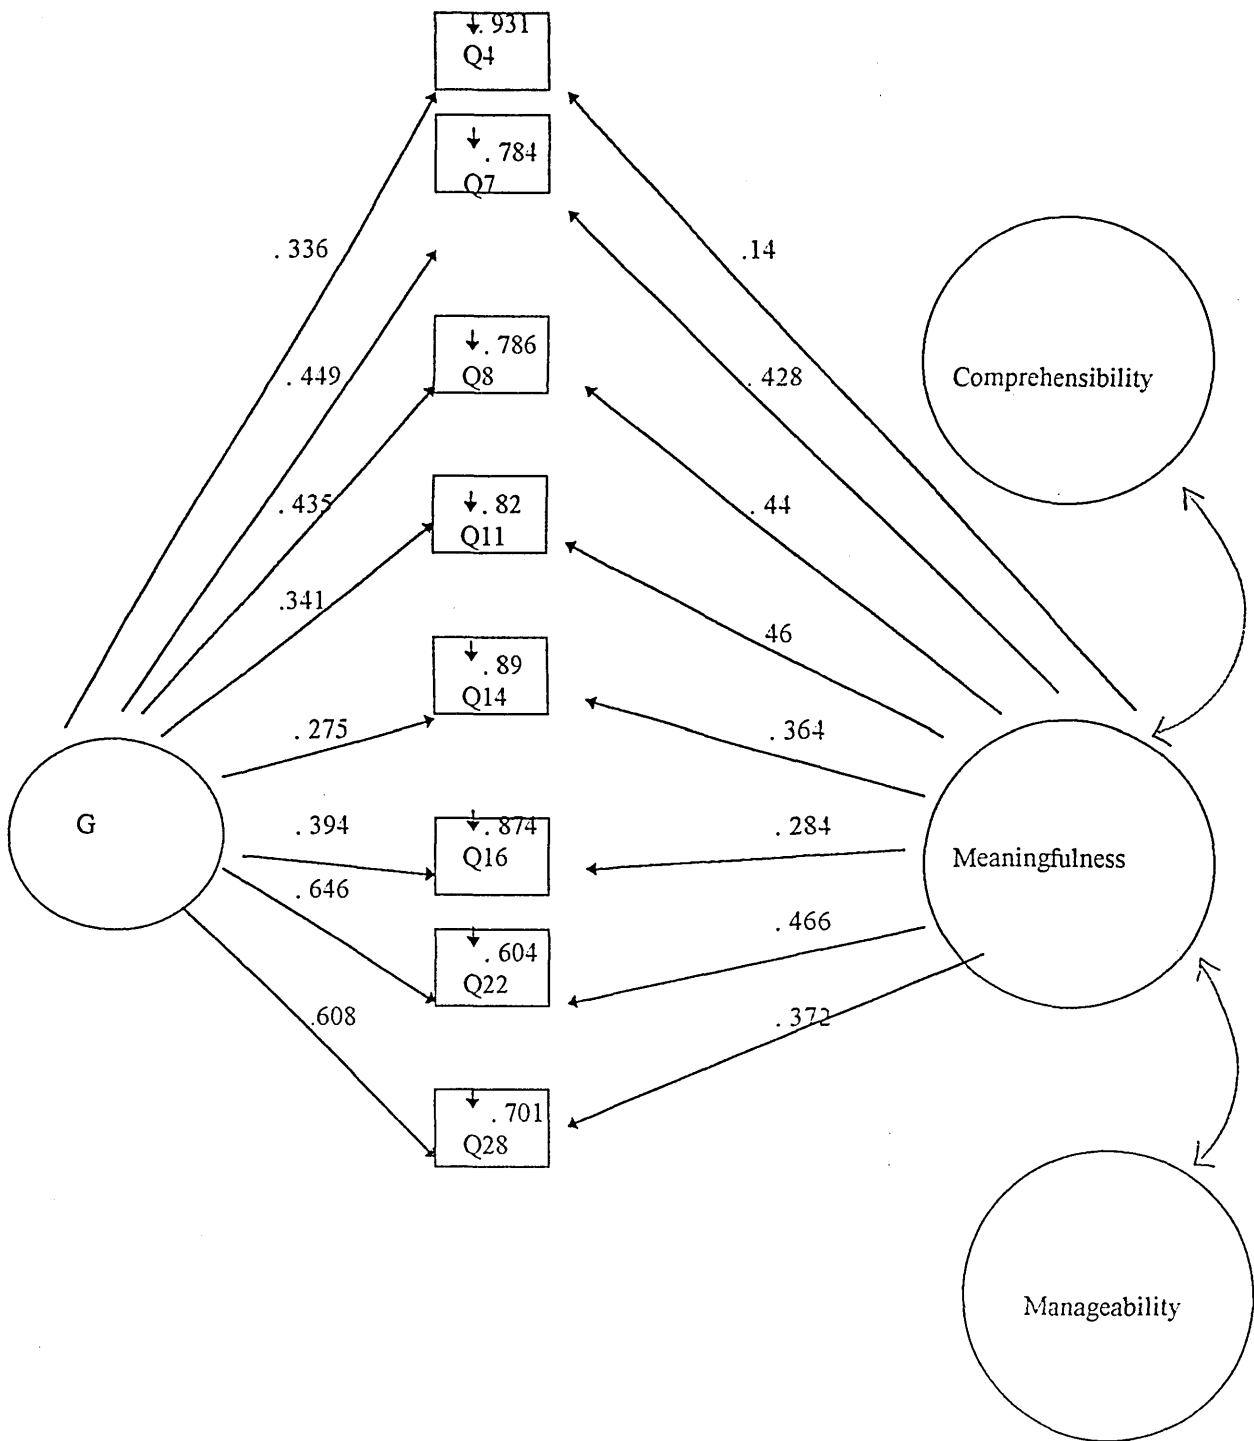 .931
Q4
.784
Q7
.336
.14
.786
Q8
.449
.428
Comprehensibility
.435
.82
Q11
.44
.341
46
.89
Q14
.275
.364
G
.394
.874
Q16
.284
Meaningfulness
.646
.604
Q22
.466
.608
.372
.701
Q28
Manageability